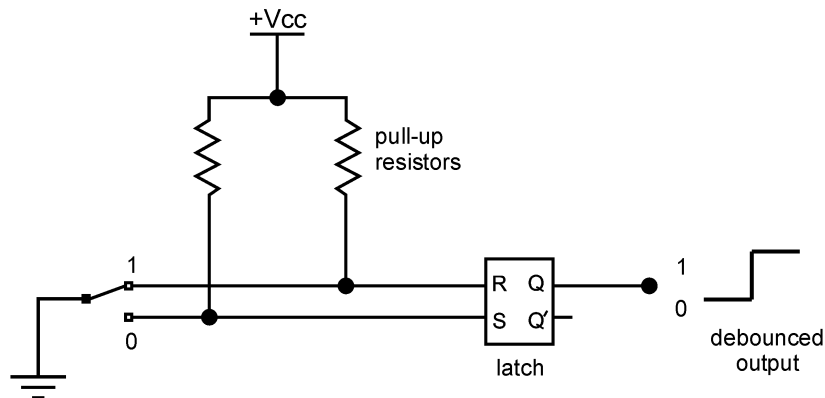 +Vcc
pull-up
resistors
1
0
R Q
S Q′
latch
1
0
debounced
output